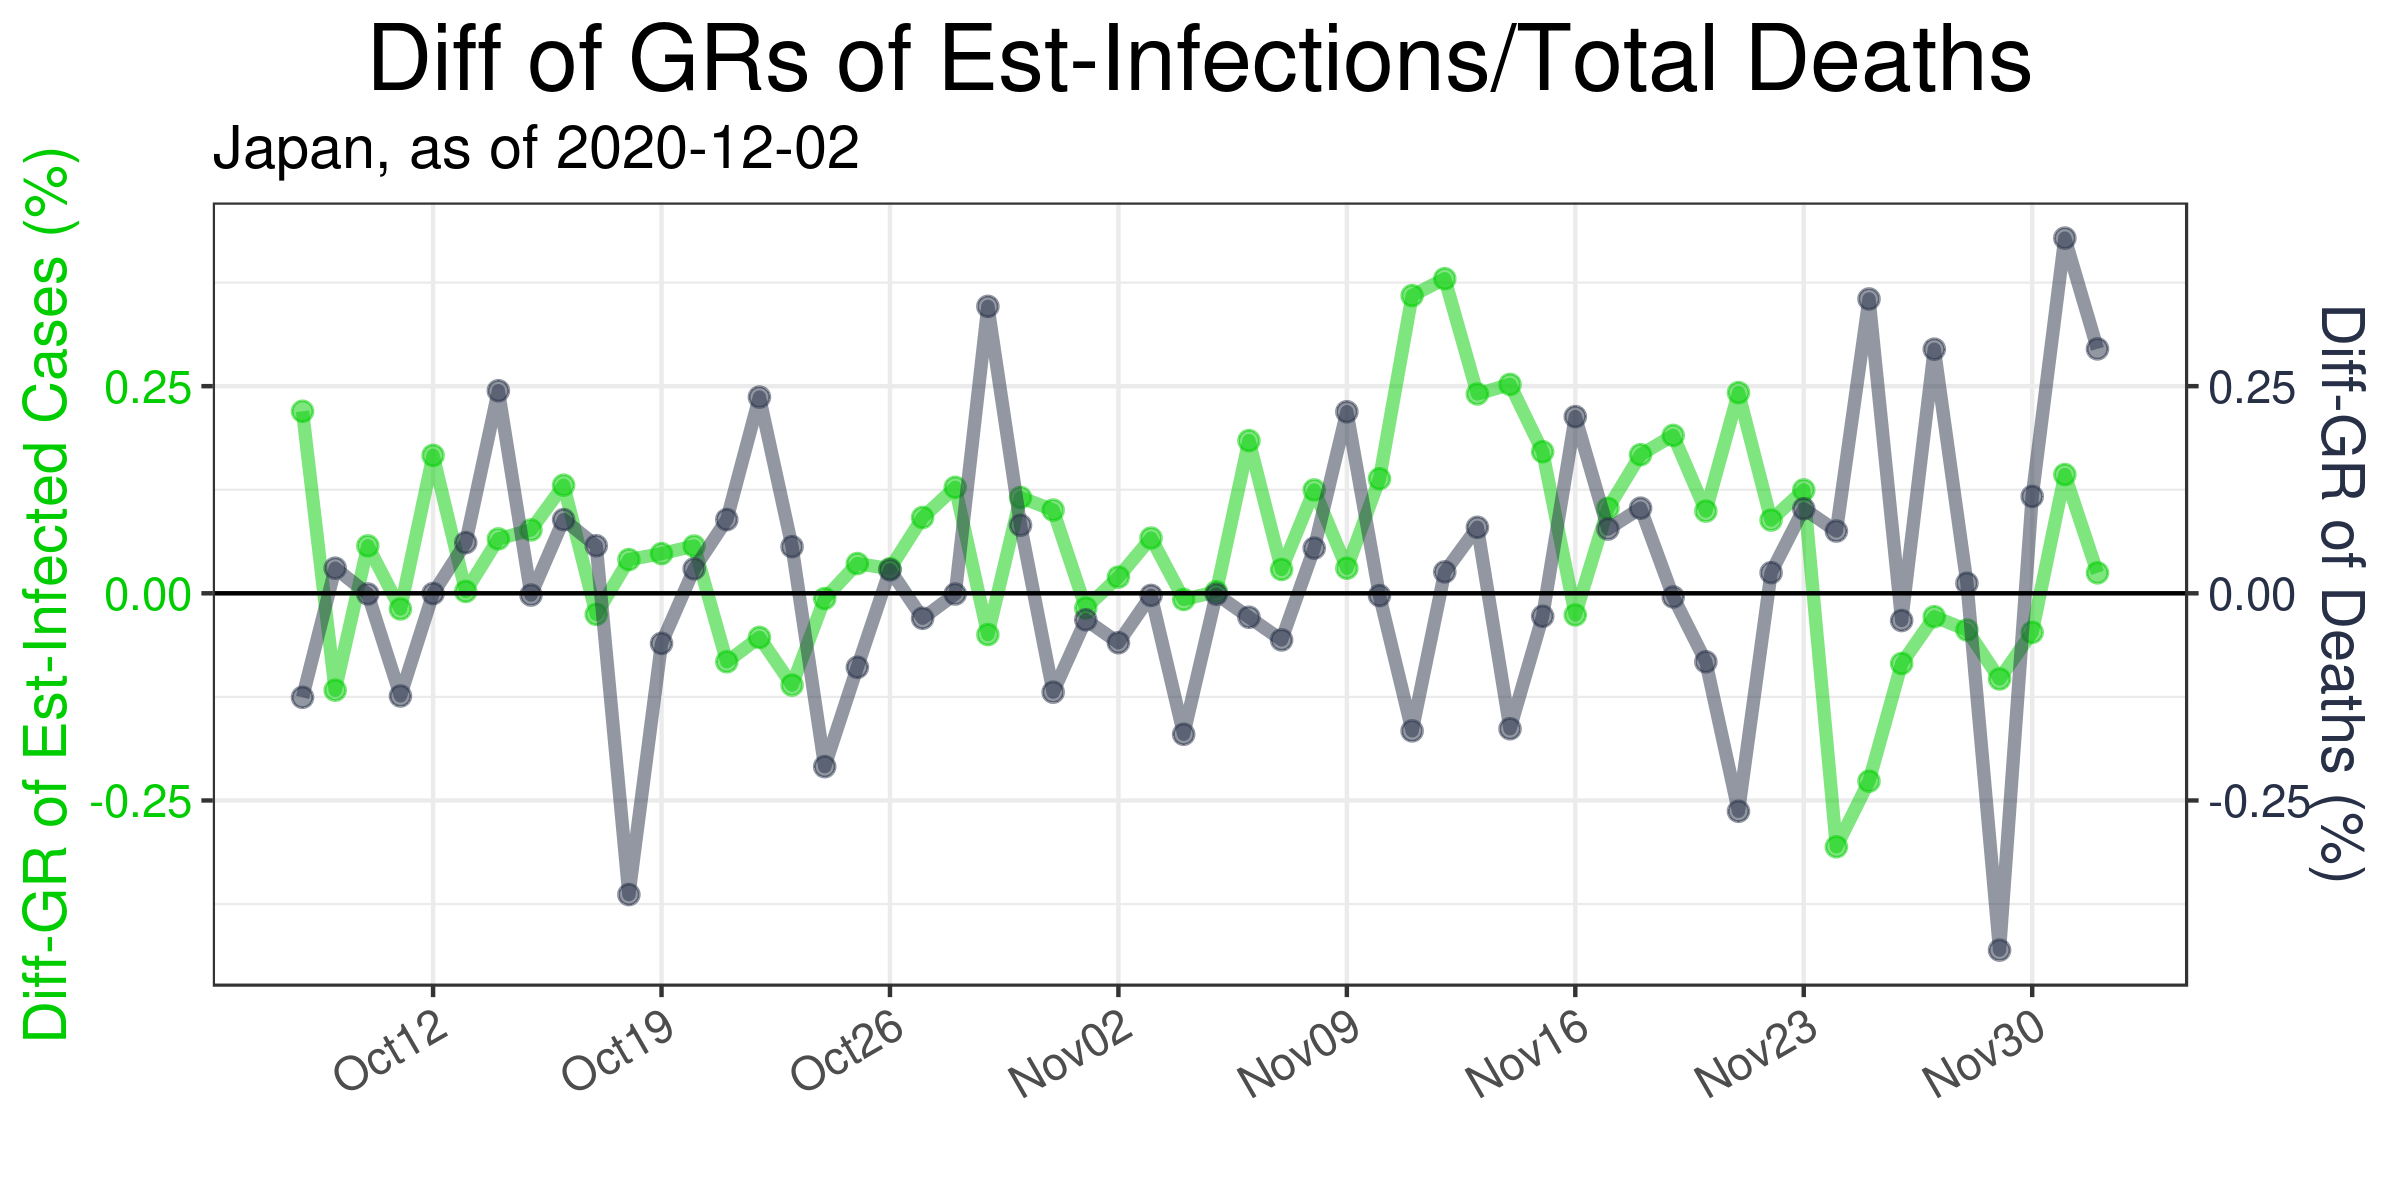 Diff of GRs of Est-Infections/Total Deaths
Japan, as of 2020-12-02
Diff-GR of Est-Infected Cases (%)
0.25
0.00
-0.25
0.25
0.00
-0.25
Diff-GR of Deaths (%)
Oct12
Oct19
Oct26
Nov02
Nov09
Nov16
Nov23
Nov30